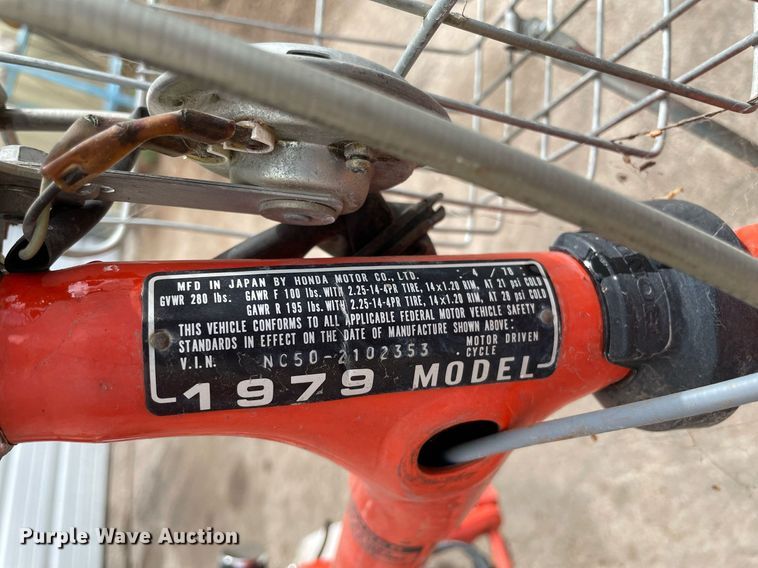 MFD IN JAPAN BY HONDA MOTOR CO., LTD. 4 / 78
GVWR 280 lbs. GAWR F 100 lbs. WITH 2.25-14-4PR TIRE, 14x1.20 RIM, AT 21 psi COLD
GAWR R 195 lbs. WITH 2.25-14-4PR TIRE, 14x1.20 RIM, AT 28 psi COLD
THIS VEHICLE CONFORMS TO ALL APPLICABLE FEDERAL MOTOR VEHICLE SAFETY
STANDARDS IN EFFECT ON THE DATE OF MANUFACTURE SHOWN ABOVE:
V.I.N. NC50-2102353 MOTOR DRIVEN CYCLE
1979 MODEL
Purple Wave Auction